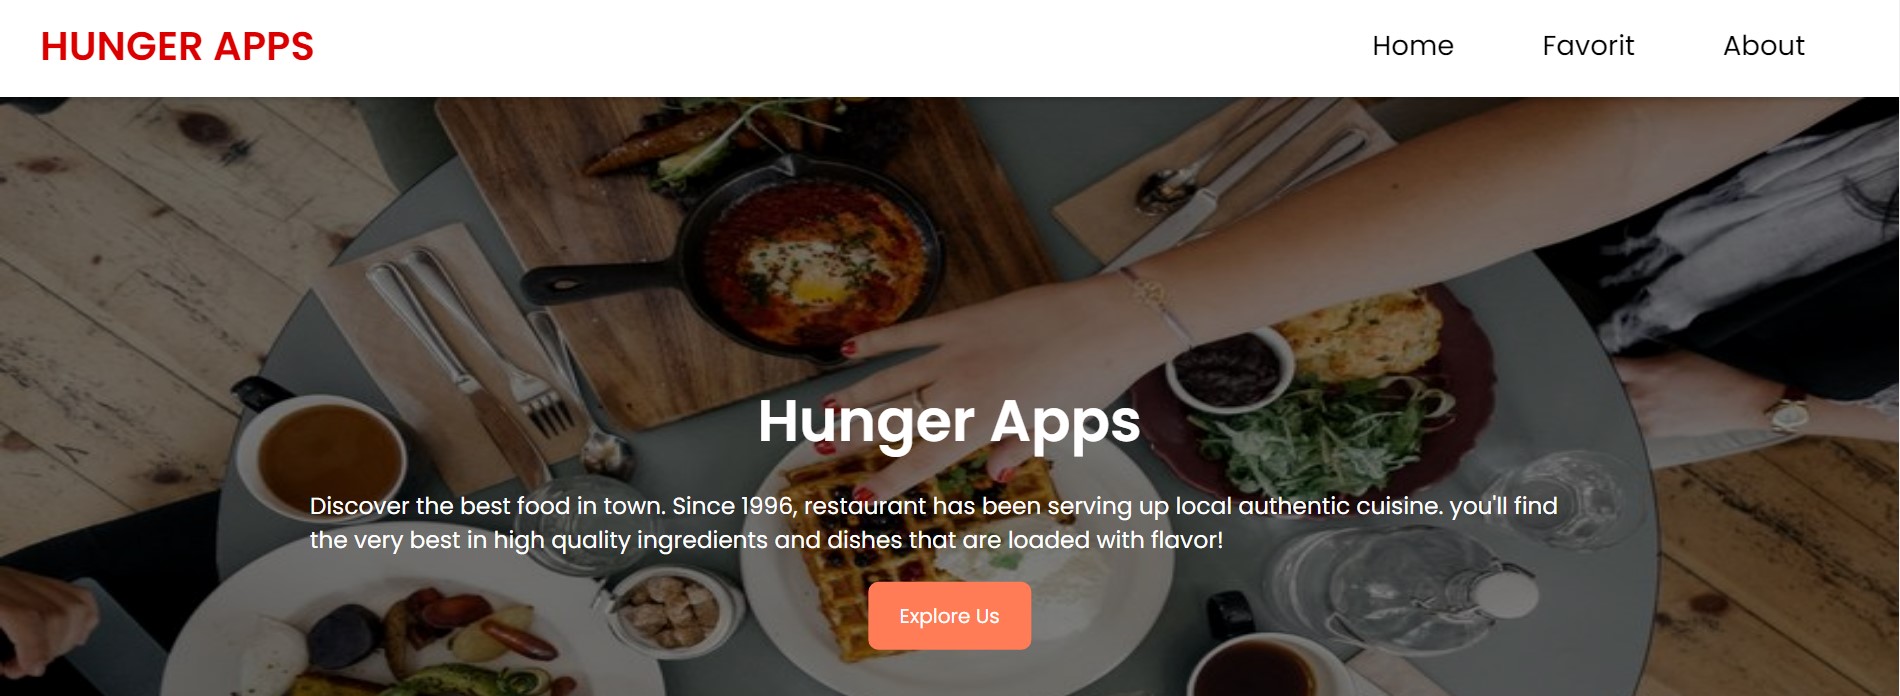 HUNGER APPS
Home Favorit About
Hunger Apps
Discover the best food in town. Since 1996, restaurant has been serving up local authentic cuisine. you'll find
the very best in high quality ingredients and dishes that are loaded with flavor!
Explore Us